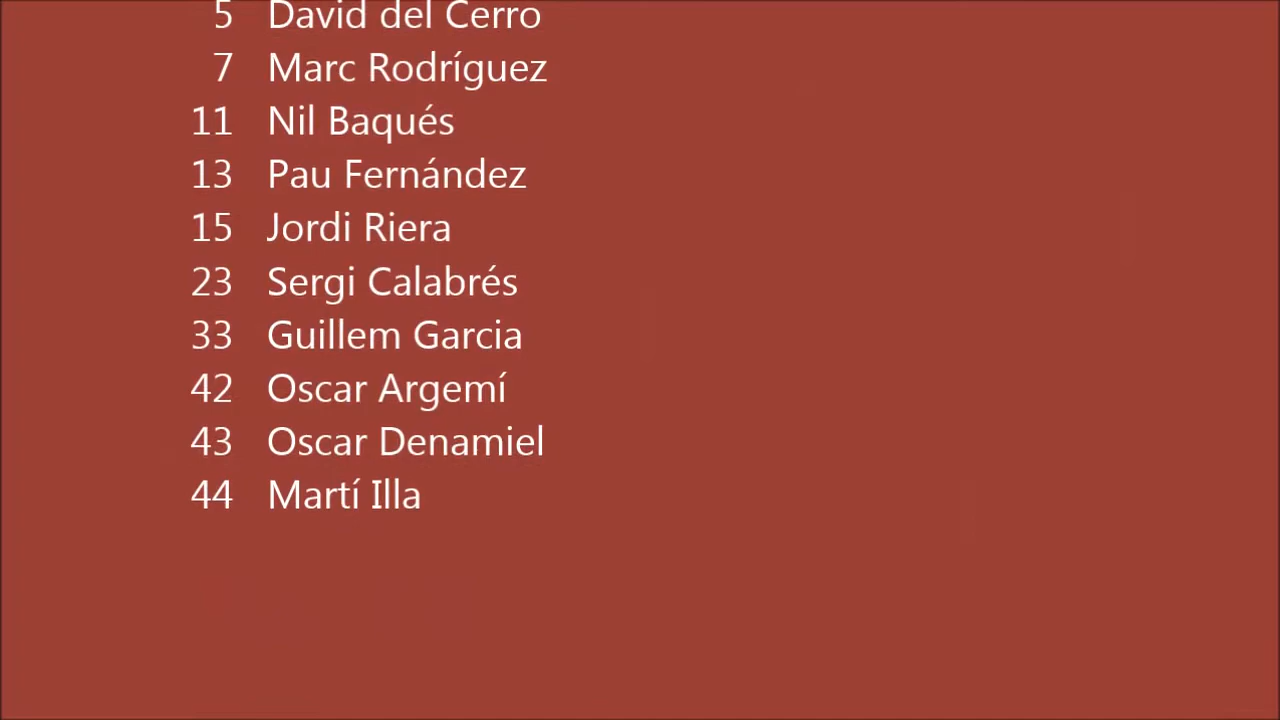 5 David del Cerro
7 Marc Rodríguez
11 Nil Baqués
13 Pau Fernández
15 Jordi Riera
23 Sergi Calabrés
33 Guillem Garcia
42 Oscar Argemí
43 Oscar Denamiel
44 Martí Illa